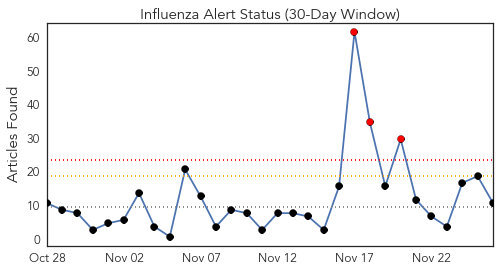 Influenza Alert Status (30-Day Window)
Articles Found
60
50
40
30
20
10
0
Oct 28
Nov 02
Nov 07
Nov 12
Nov 17
Nov 22